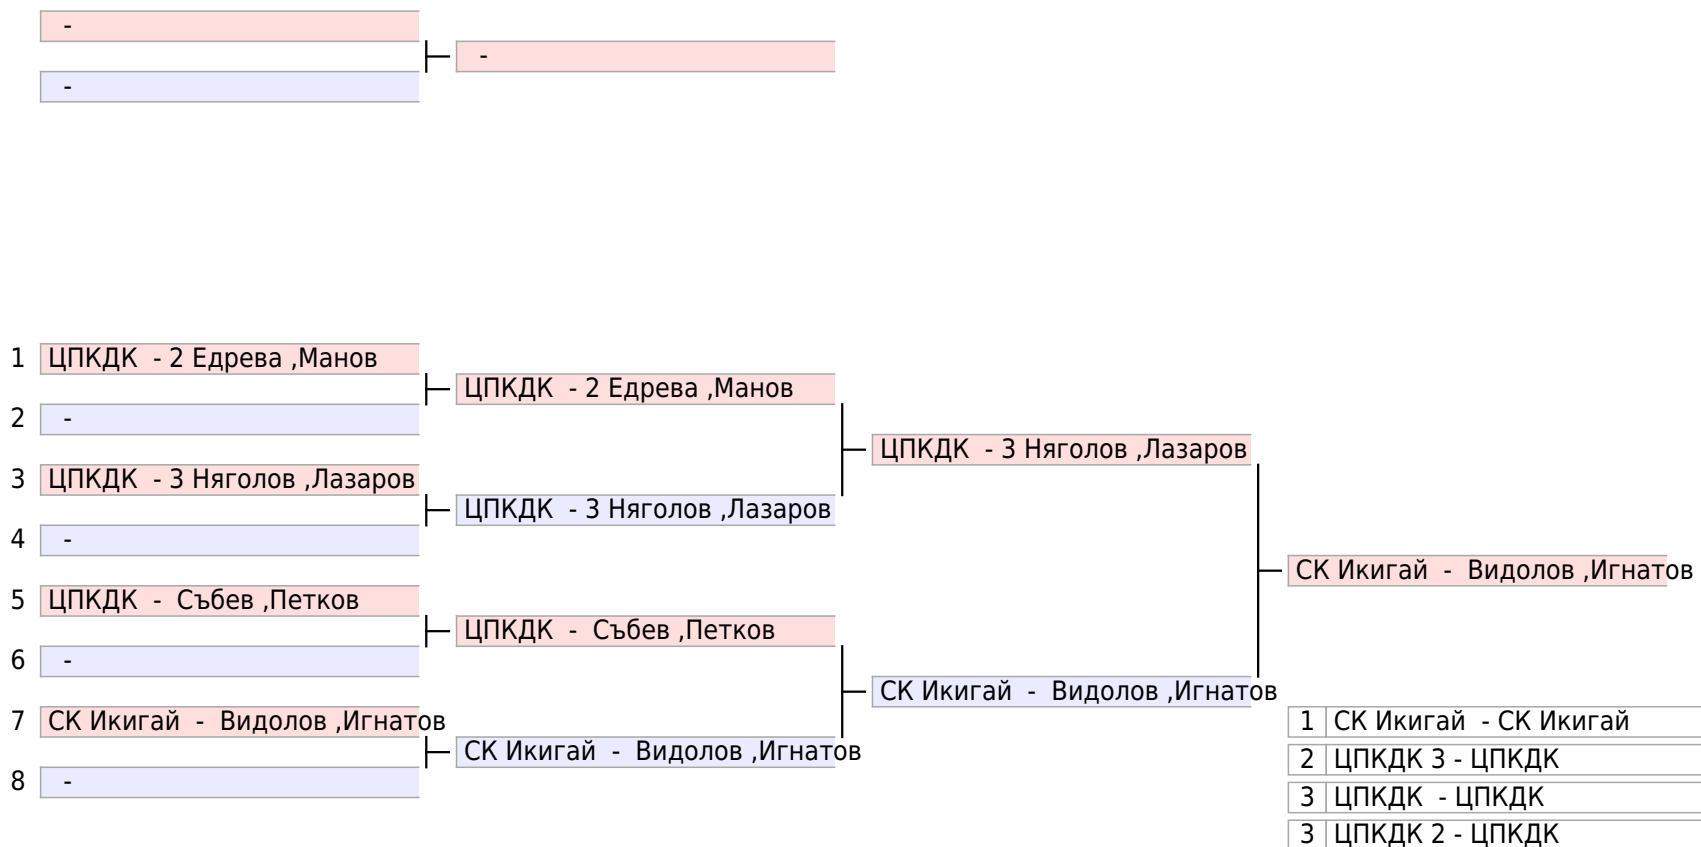 -
-
-
1 ЦПКДК - 2 Едрева ,Манов
ЦПКДК - 2 Едрева ,Манов
2 -
ЦПКДК - 3 Няголов ,Лазаров
3 ЦПКДК - 3 Няголов ,Лазаров
ЦПКДК - 3 Няголов ,Лазаров
4 -
СК Икигай - Видолов ,Игнатов
5 ЦПКДК - Събев ,Петков
ЦПКДК - Събев ,Петков
6 -
СК Икигай - Видолов ,Игнатов
7 СК Икигай - Видолов ,Игнатов
СК Икигай - Видолов ,Игнатов
8 -
1 СК Икигай - СК Икигай
2 ЦПКДК 3 - ЦПКДК
3 ЦПКДК - ЦПКДК
3 ЦПКДК 2 - ЦПКДК